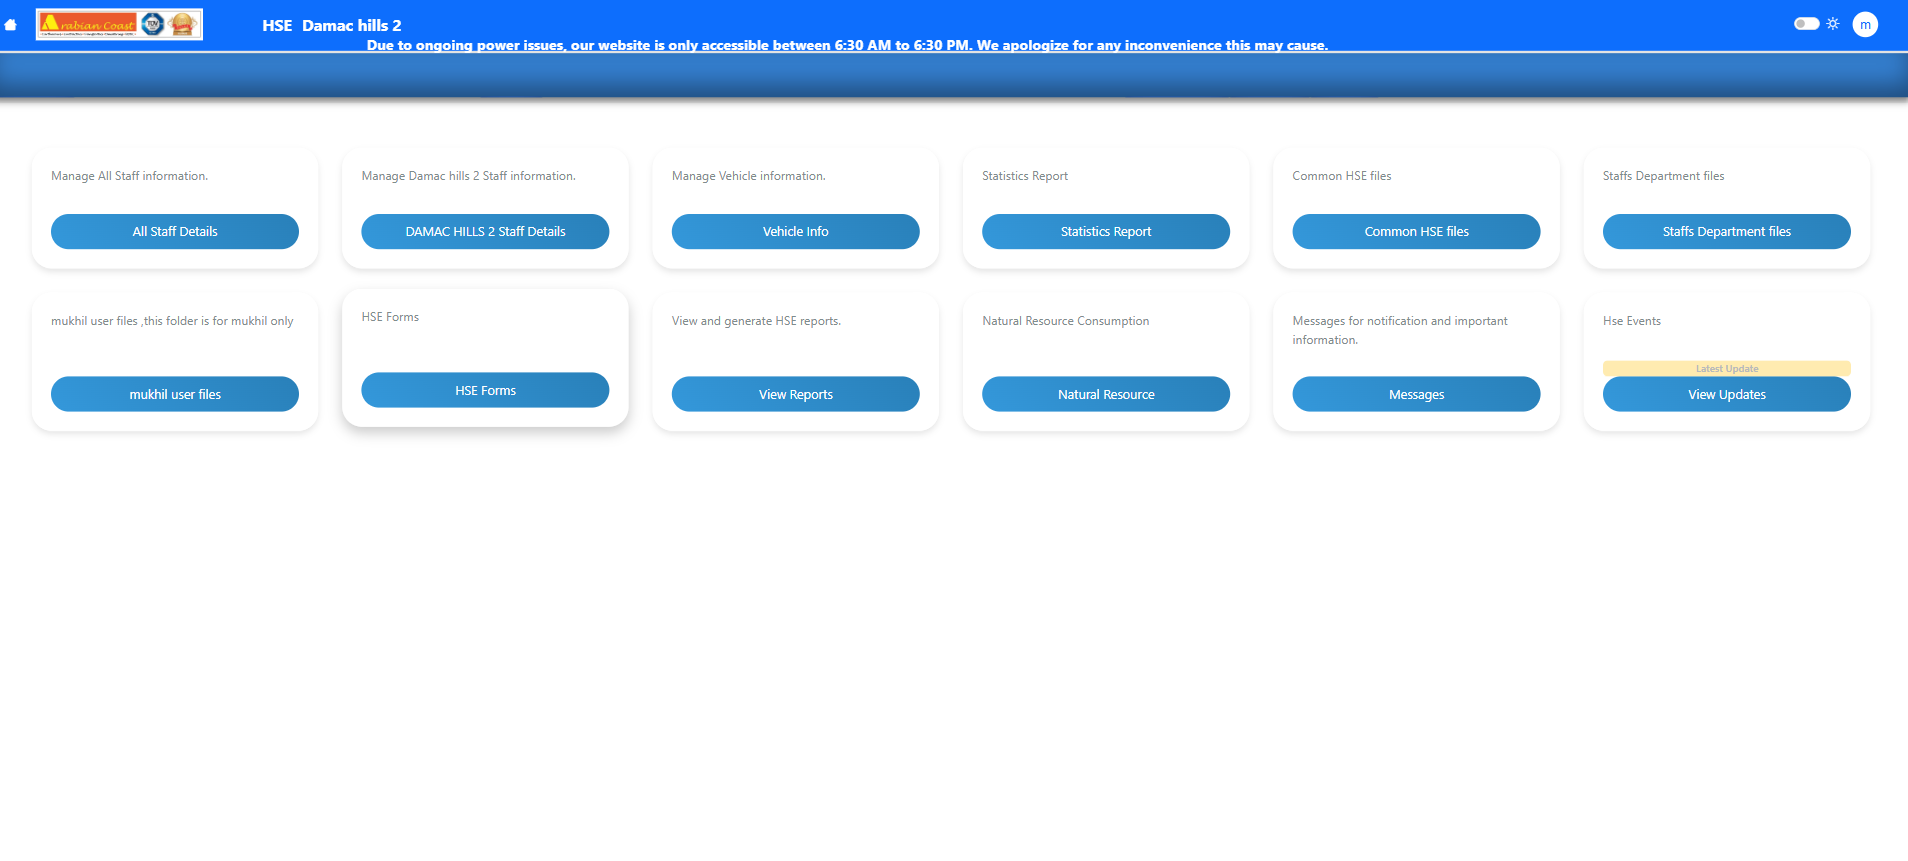 Arabian Coast
TÜV
HSE Damac hills 2
m
Due to ongoing power issues, our website is only accessible between 6:30 AM to 6:30 PM. We apologize for any inconvenience this may cause.
Manage All Staff information.
All Staff Details
Manage Damac hills 2 Staff information.
DAMAC HILLS 2 Staff Details
Manage Vehicle information.
Vehicle Info
Statistics Report
Statistics Report
Common HSE files
Common HSE files
Staffs Department files
Staffs Department files
mukhil user files ,this folder is for mukhil only
mukhil user files
HSE Forms
HSE Forms
View and generate HSE reports.
View Reports
Natural Resource Consumption
Natural Resource
Messages for notification and important
information.
Messages
Hse Events
Latest Update
View Updates